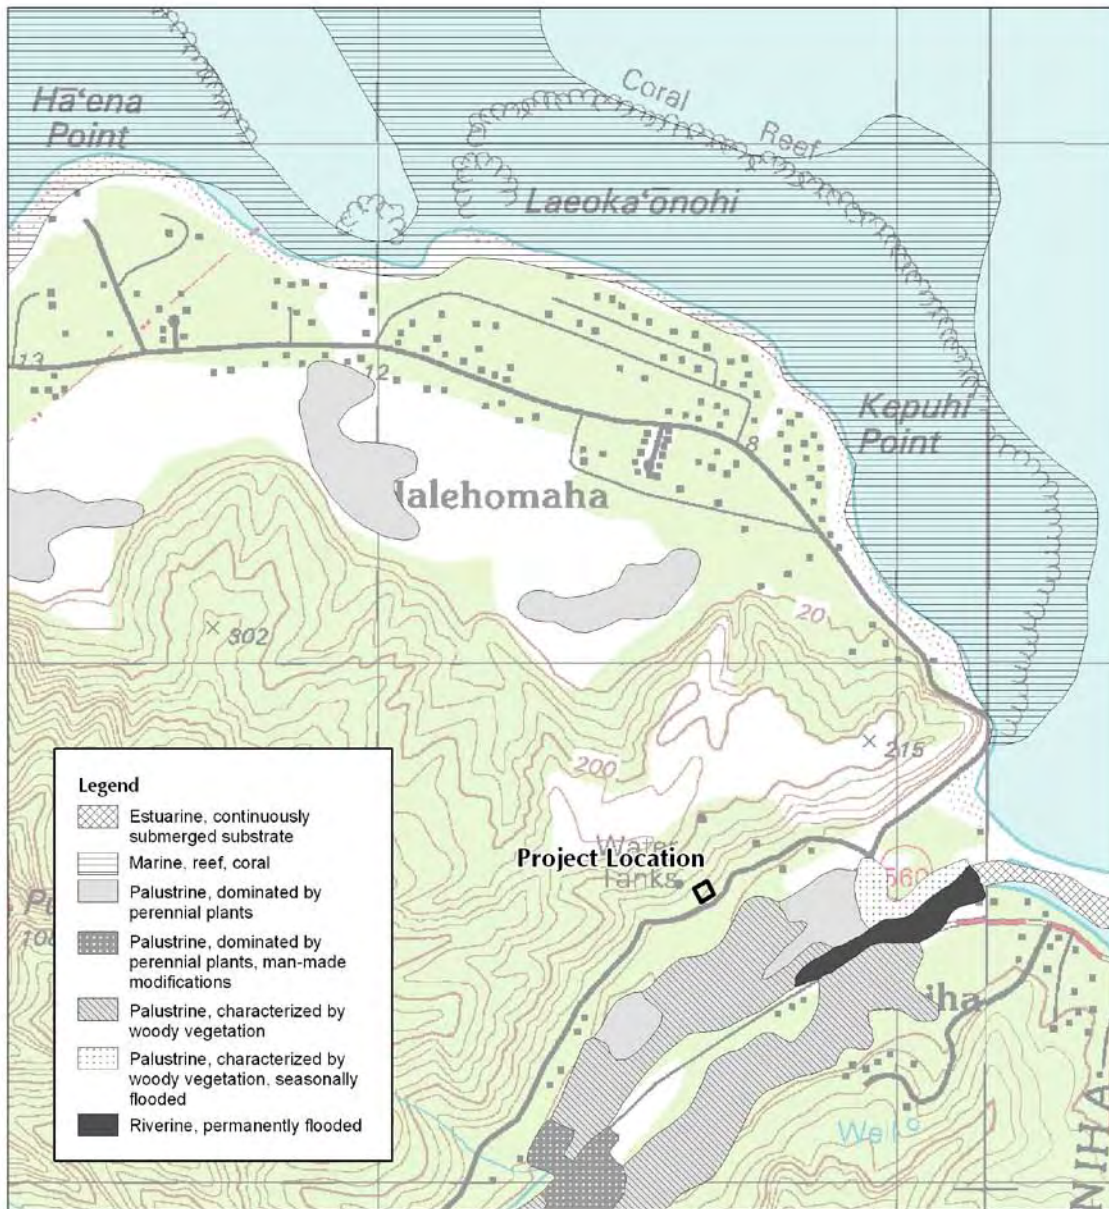 Hā‘ena
Point
Coral
Reef
Laeoka‘ōnohi
13
12
Kepuhi
Point
8
alehomaha
20
302
215
200
Water
Tanks
Project Location
560
iha
Well
NIHA
Legend
Estuarine, continuously
submerged substrate
Marine, reef, coral
Palustrine, dominated by
perennial plants
Palustrine, dominated by
perennial plants, man-made
modifications
Palustrine, characterized by
woody vegetation
Palustrine, characterized by
woody vegetation, seasonally
flooded
Riverine, permanently flooded